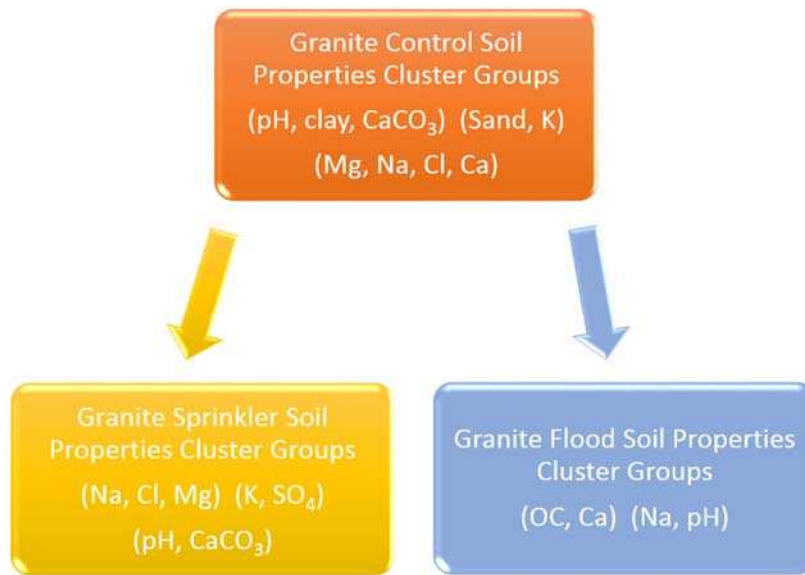 Granite Control Soil
Properties Cluster Groups
(pH, clay, CaCO₃) (Sand, K)
(Mg, Na, Cl, Ca)
Granite Sprinkler Soil
Properties Cluster Groups
(Na, Cl, Mg) (K, SO₄)
(pH, CaCO₃)
Granite Flood Soil Properties
Cluster Groups
(OC, Ca) (Na, pH)